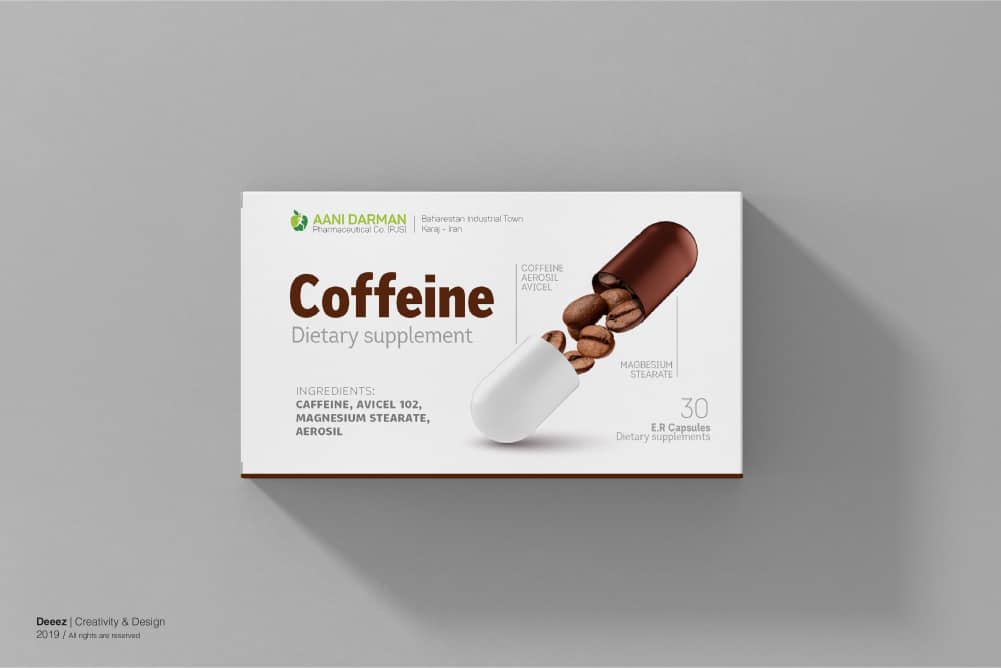 AANI DARMAN
Pharmaceutical Co. (PJS)
Baharestan Industrial Town
Karaj - Iran
Coffeine
Dietary supplement
COFFEINE
AEROSIL
AVICEL
MAGBESIUM
STEARATE
INGREDIENTS:
CAFFEINE, AVICEL 102,
MAGNESIUM STEARATE,
AEROSIL
30
E.R Capsules
Dietary supplements
Deeez | Creativity & Design
2019 / All rights are reserved